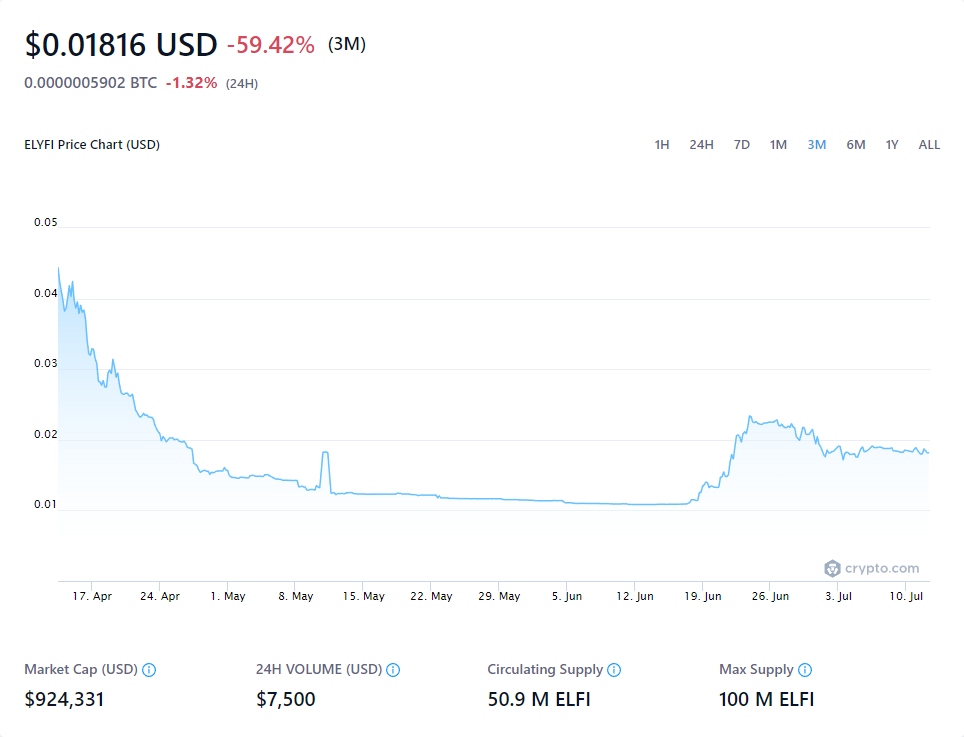 $0.01816 USD -59.42% (3M)
0.0000005902 BTC -1.32% (24H)
ELYFI Price Chart (USD) 1H 24H 7D 1M 3M 6M 1Y ALL
0.05
0.04
0.03
0.02
0.01
crypto.com
17. Apr 24. Apr 1. May 8. May 15. May 22. May 29. May 5. Jun 12. Jun 19. Jun 26. Jun 3. Jul 10. Jul
Market Cap (USD) 24H VOLUME (USD) Circulating Supply Max Supply
$924,331 $7,500 50.9 M ELFI 100 M ELFI